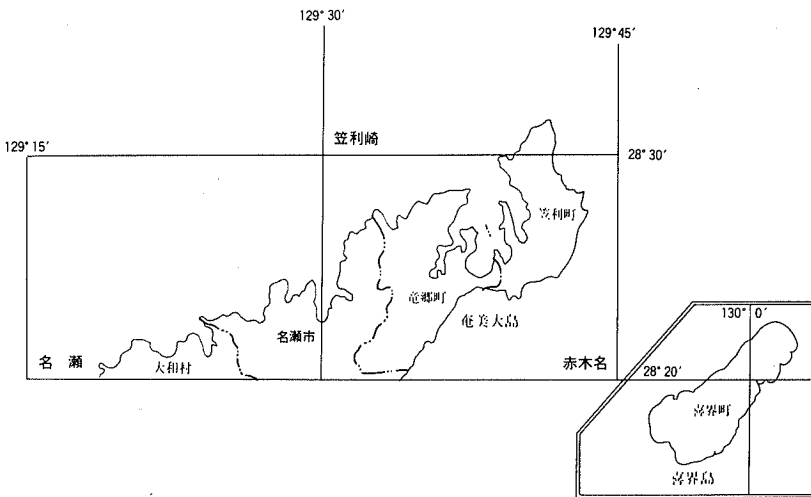 129° 30′
129° 45′
129° 15′
笠利崎
28° 30′
笠利町
竜郷町
奄美大島
名瀬市
名 瀬
大和村
赤木名
130° 0′
28° 20′
喜界町
喜界島